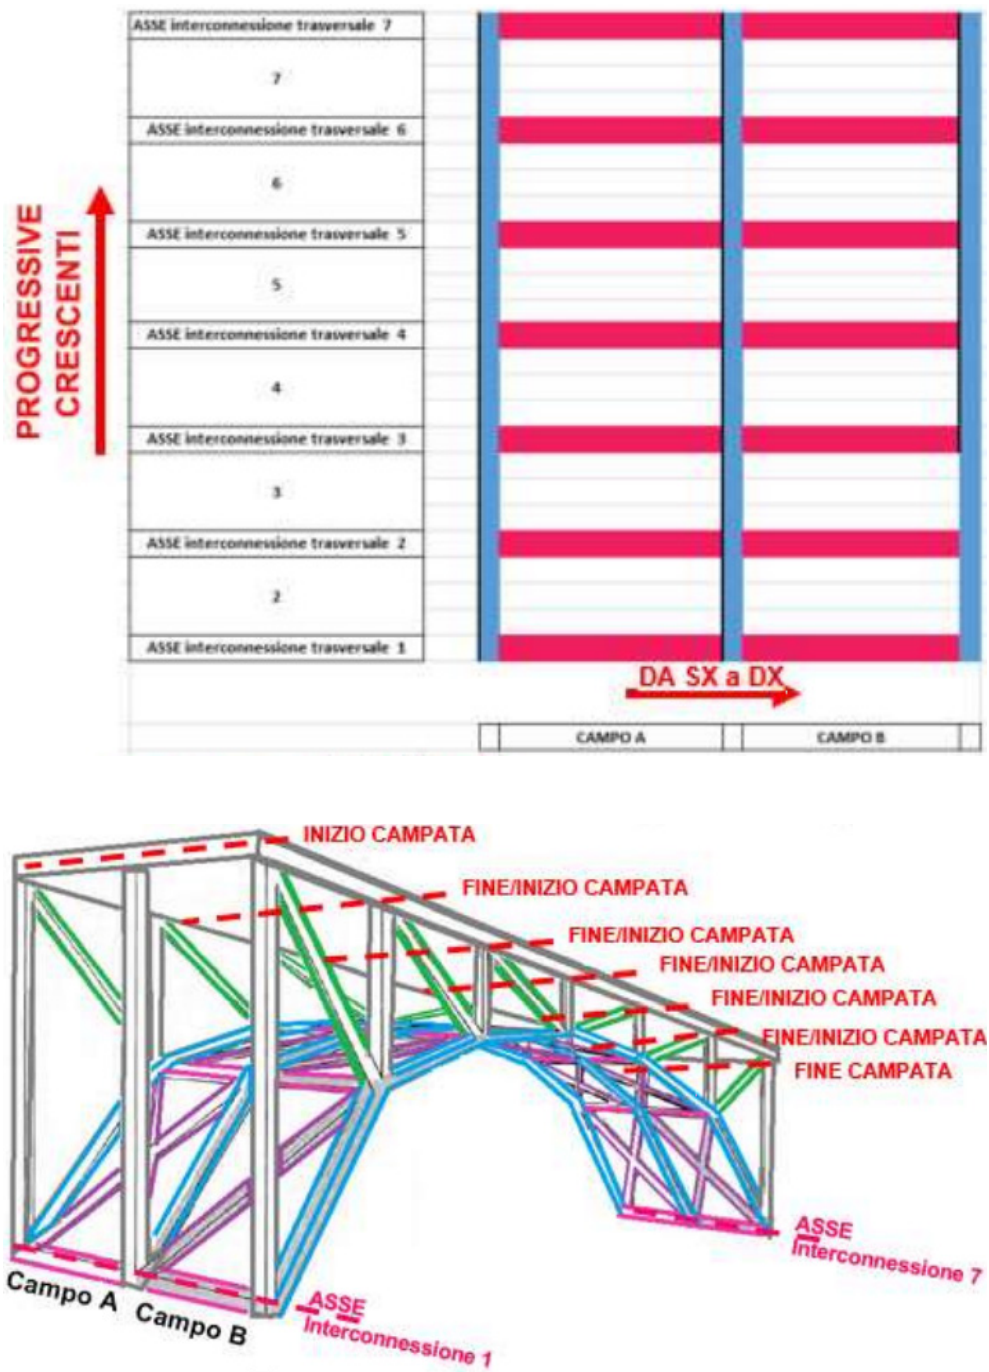 ASSE interconnessione trasversale 7
7
ASSE interconnessione trasversale 6
6
ASSE interconnessione trasversale 5
5
ASSE interconnessione trasversale 4
4
ASSE interconnessione trasversale 3
3
ASSE interconnessione trasversale 2
2
ASSE interconnessione trasversale 1
PROGRESSIVE
CRESCENTI
DA SX a DX
CAMPO A
CAMPO B
INIZIO CAMPATA
FINE/INIZIO CAMPATA
FINE/INIZIO CAMPATA
FINE/INIZIO CAMPATA
FINE/INIZIO CAMPATA
FINE/INIZIO CAMPATA
FINE CAMPATA
ASSE
Interconnessione 7
Campo A
Campo B
ASSE
Interconnessione 1